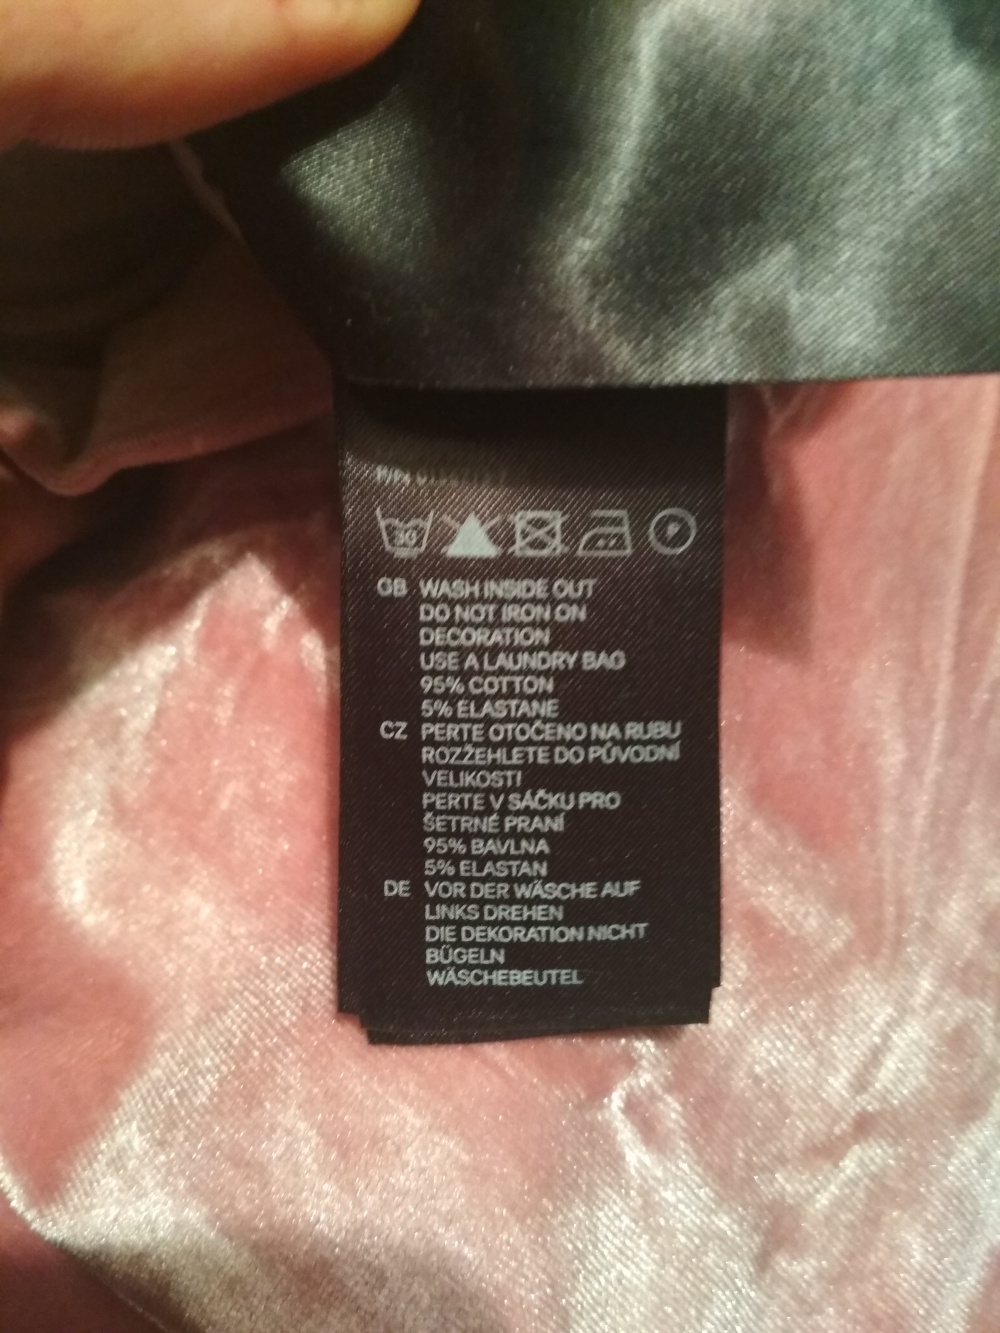 30
P
GB WASH INSIDE OUT
DO NOT IRON ON
DECORATION
USE A LAUNDRY BAG
95% COTTON
5% ELASTANE
CZ PERTE OTOČENO NA RUBU
ROZŽEHLETE DO PŮVODNÍ
VELIKOSTI
PERTE V SÁČKU PRO
ŠETRNÉ PRANÍ
95% BAVLNA
5% ELASTAN
DE VOR DER WÄSCHE AUF
LINKS DREHEN
DIE DEKORATION NICHT
BÜGELN
WÄSCHEBEUTEL